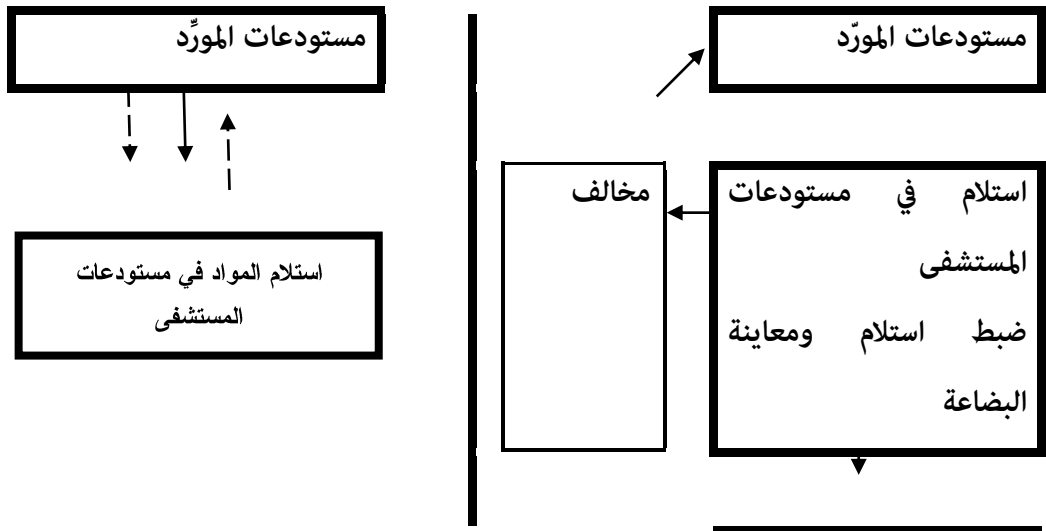 مستودعات المورّد
استلام في مستودعات
المستشفى
ضبط استلام ومعاينة
البضاعة
مخالف
مستودعات المورِّد
استلام المواد في مستودعات
المستشفى